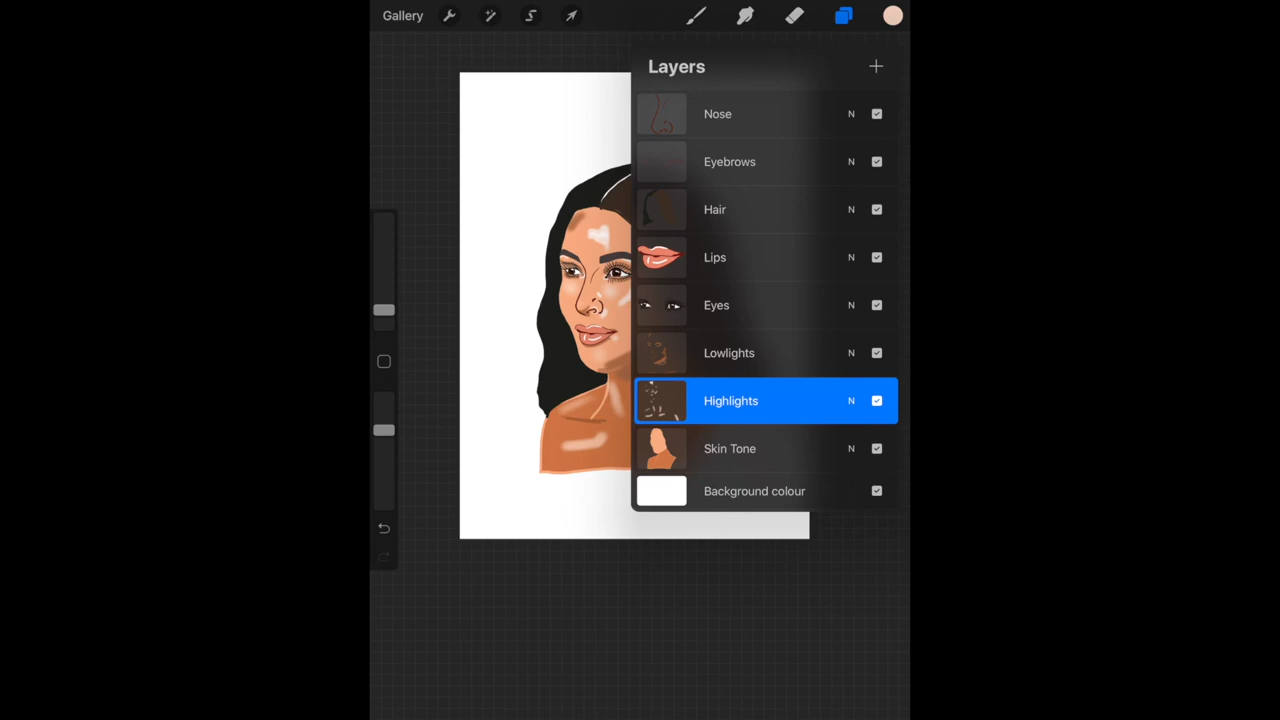 Gallery
Layers
Nose N
Eyebrows N
Hair N
Lips N
Eyes N
Lowlights N
Highlights N
Skin Tone N
Background colour